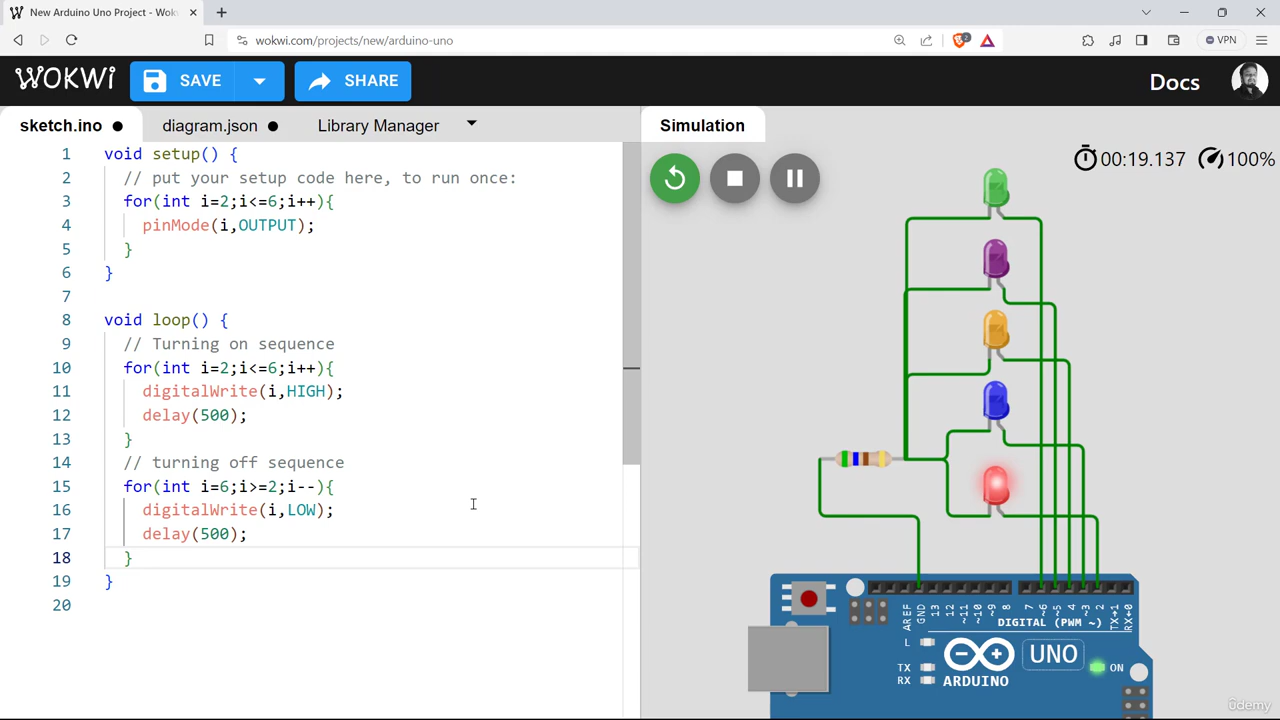 New Arduino Uno Project - Wok
wokwi.com/projects/new/arduino-uno
2
VPN
WOKWI
SAVE
SHARE
Docs
sketch.ino
diagram.json
Library Manager
Simulation
00:19.137
100%
1 void setup() {
2 // put your setup code here, to run once:
3 for(int i=2;i<=6;i++){
4 pinMode(i,OUTPUT);
5 }
6 }
7
8 void loop() {
9 // Turning on sequence
10 for(int i=2;i<=6;i++){
11 digitalWrite(i,HIGH);
12 delay(500);
13 }
14 // turning off sequence
15 for(int i=6;i>=2;i--){
16 digitalWrite(i,LOW);
17 delay(500);
18 }
19 }
20
AREF
GND
13
12
~11
~10
~9
8
7
~6
~5
4
~3
2
TX→1
RX←0
DIGITAL (PWM ~)
L
TX
RX
UNO
ARDUINO
ON
ûdemy